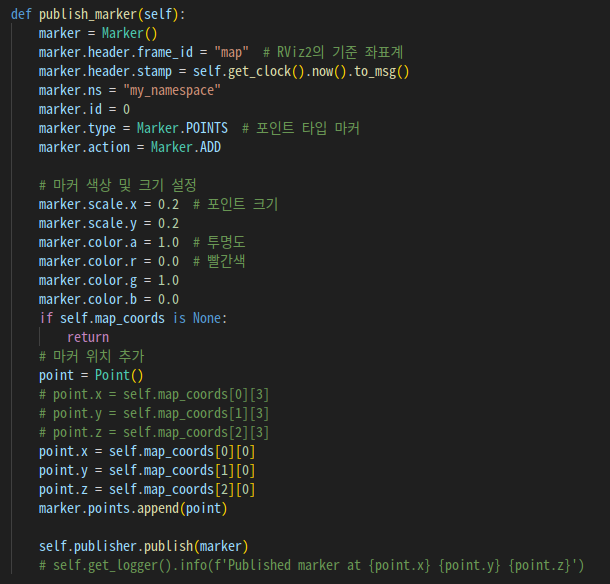 def publish_marker(self):
    marker = Marker()
    marker.header.frame_id = "map"  # RViz2의 기준 좌표계
    marker.header.stamp = self.get_clock().now().to_msg()
    marker.ns = "my_namespace"
    marker.id = 0
    marker.type = Marker.POINTS  # 포인트 타입 마커
    marker.action = Marker.ADD

    # 마커 색상 및 크기 설정
    marker.scale.x = 0.2  # 포인트 크기
    marker.scale.y = 0.2
    marker.color.a = 1.0  # 투명도
    marker.color.r = 0.0  # 빨간색
    marker.color.g = 1.0
    marker.color.b = 0.0
    if self.map_coords is None:
        return
    # 마커 위치 추가
    point = Point()
    # point.x = self.map_coords[0][3]
    # point.y = self.map_coords[1][3]
    # point.z = self.map_coords[2][3]
    point.x = self.map_coords[0][0]
    point.y = self.map_coords[1][0]
    point.z = self.map_coords[2][0]
    marker.points.append(point)

    self.publisher.publish(marker)
    # self.get_logger().info(f'Published marker at {point.x} {point.y} {point.z}')